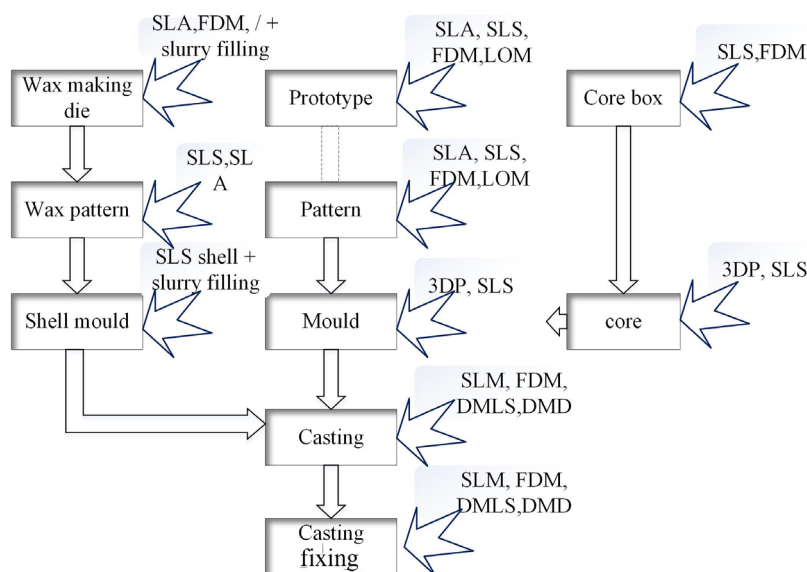 SLA,FDM, / +
slurry filling
SLA, SLS,
FDM,LOM
SLS,FDM
Wax making
die
Prototype
Core box
SLS,SL
A
SLA, SLS,
FDM,LOM
Wax pattern
Pattern
SLS shell +
slurry filling
3DP, SLS
3DP, SLS
Shell mould
Mould
core
SLM, FDM,
DMLS,DMD
Casting
SLM, FDM,
DMLS,DMD
Casting
fixing